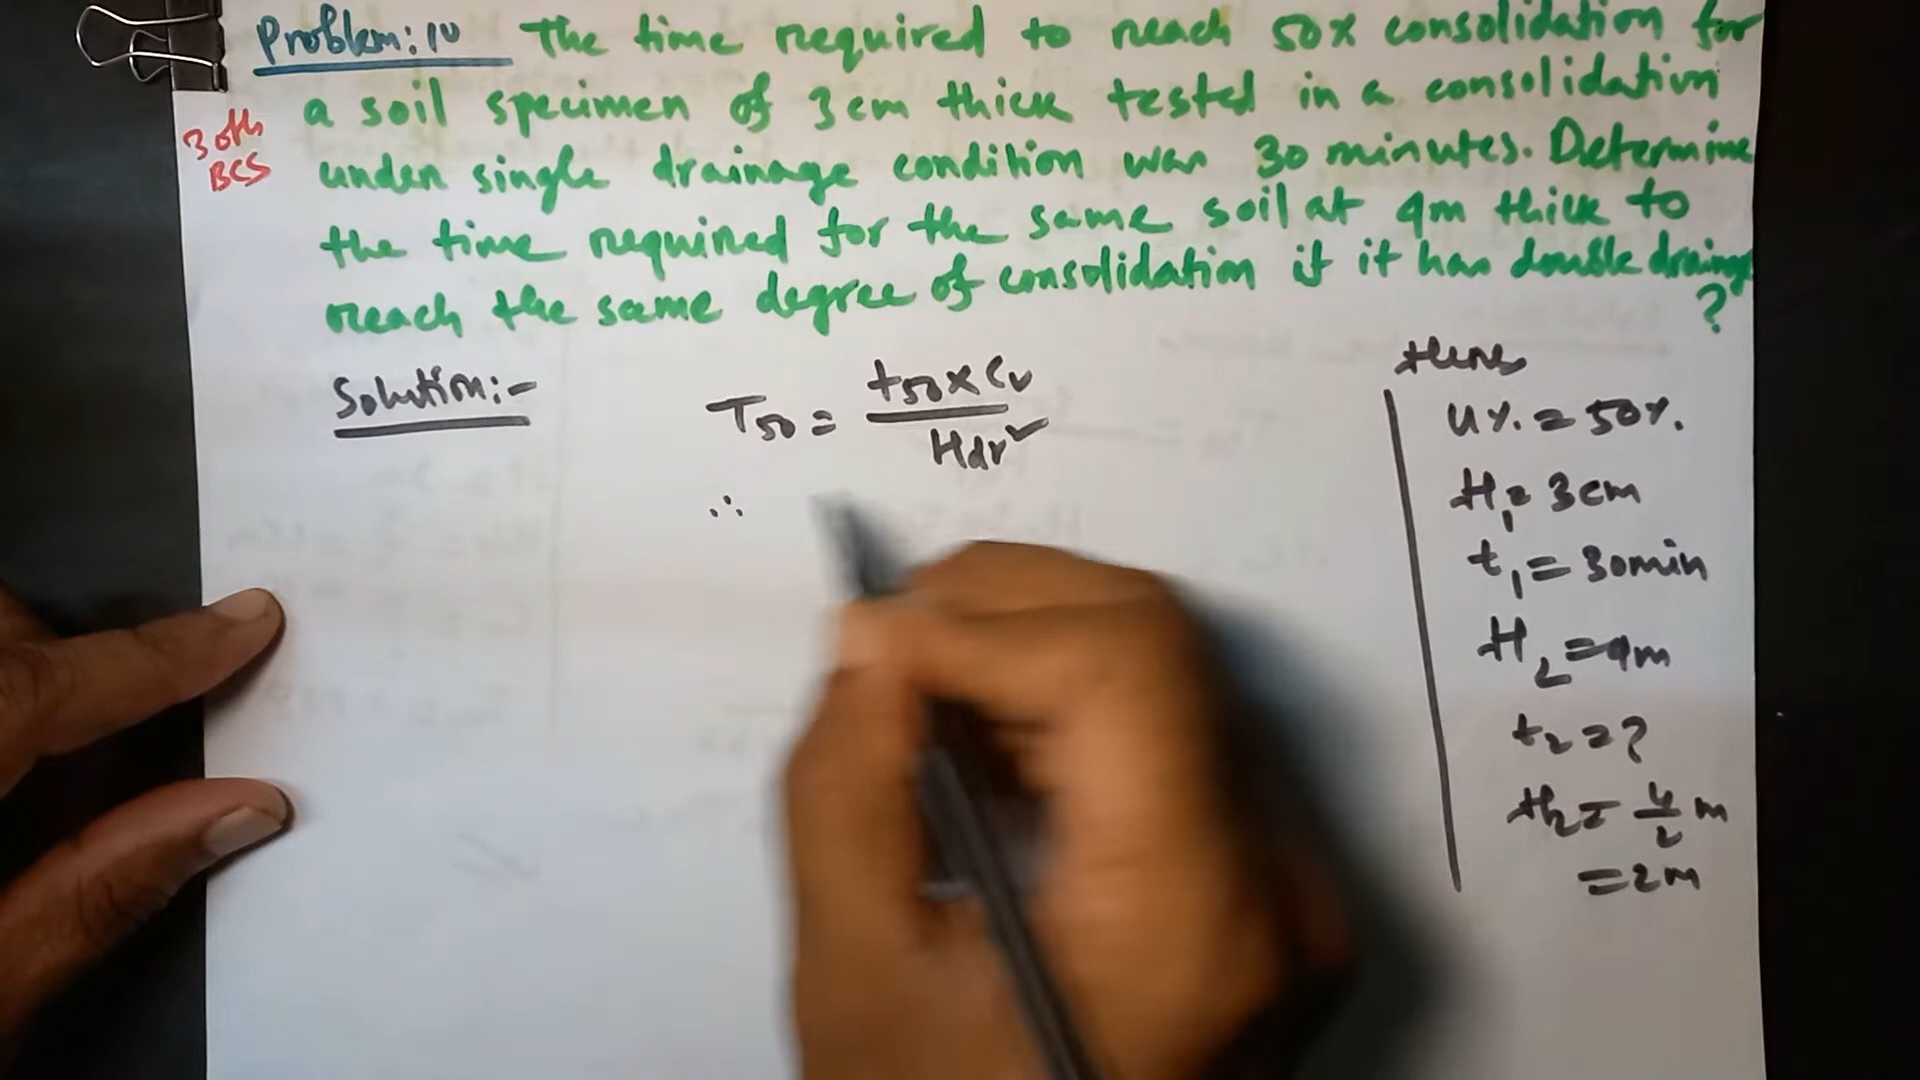 Problem: 10 The time required to reach 50% consolidation for
a soil specimen of 3cm thick tested in a consolidation
under single drainage condition was 30 minutes. Determine
the time required for the same soil at 4m thick to
reach the same degree of consolidation if it has double drainage
?
30th
BCS
Solution:-
T50 = t50 x Cv / Hdr²
∴
U%. = 50%.
H1 = 3cm
t1 = 30min
H2 = 4m
t2 = ?
= 4/2 m
= 2m